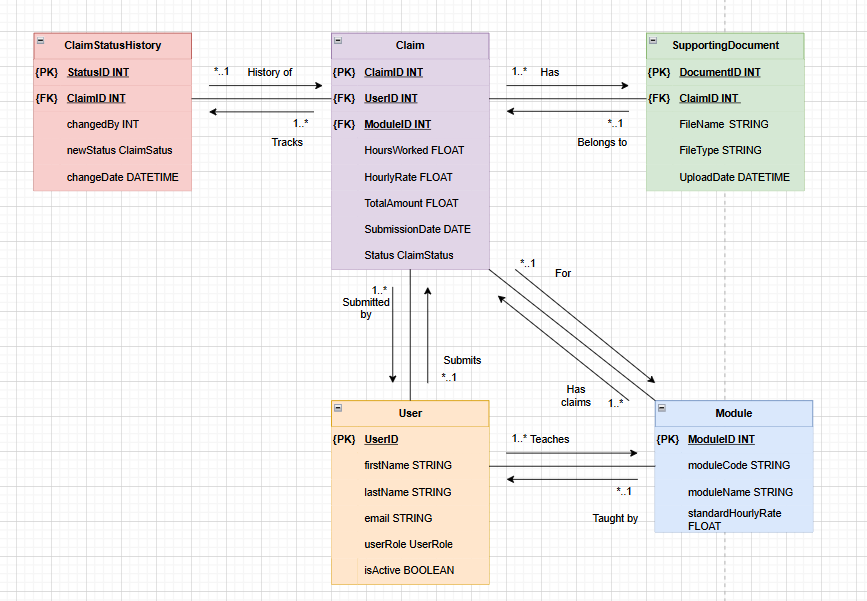 ClaimStatusHistory
{PK} StatusID INT
{FK} ClaimID INT
changedBy INT
newStatus ClaimSatus
changeDate DATETIME
*..1 History of
1..*
Tracks
Claim
{PK} ClaimID INT
{FK} UserID INT
{FK} ModuleID INT
HoursWorked FLOAT
HourlyRate FLOAT
TotalAmount FLOAT
SubmissionDate DATE
Status ClaimStatus
1..* Has
*..1
Belongs to
SupportingDocument
{PK} DocumentID INT
{FK} ClaimID INT
FileName STRING
FileType STRING
UploadDate DATETIME
*..1
For
1..*
Submitted
by
Submits
*..1
Has
claims 1..*
User
{PK} UserID
firstName STRING
lastName STRING
email STRING
userRole UserRole
isActive BOOLEAN
1..* Teaches
*..1
Taught by
Module
{PK} ModuleID INT
moduleCode STRING
moduleName STRING
standardHourlyRate
FLOAT